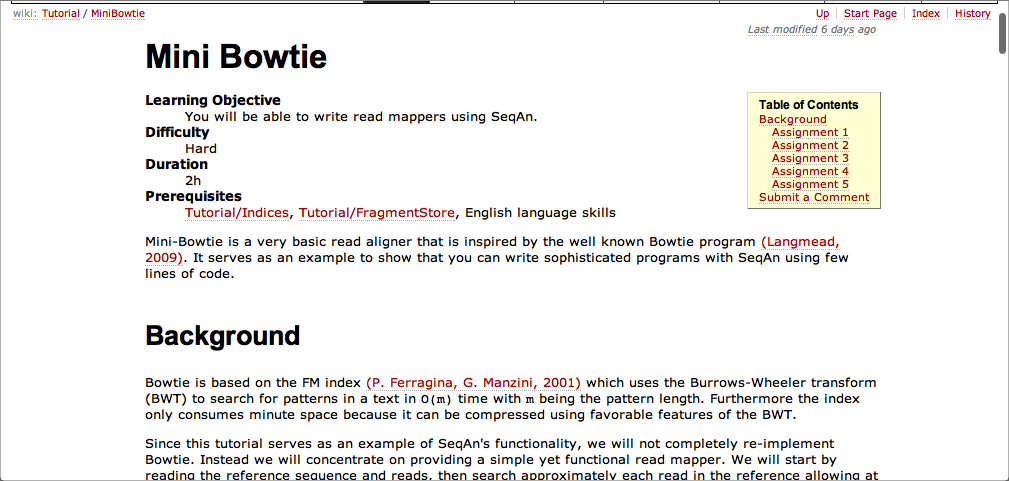 wiki: Tutorial / MiniBowtie
Up Start Page Index History
Last modified 6 days ago
Mini Bowtie
Learning Objective
You will be able to write read mappers using SeqAn.
Difficulty
Hard
Duration
2h
Prerequisites
Tutorial/Indices, Tutorial/FragmentStore, English language skills
Table of Contents
Background
Assignment 1
Assignment 2
Assignment 3
Assignment 4
Assignment 5
Submit a Comment
Mini-Bowtie is a very basic read aligner that is inspired by the well known Bowtie program (Langmead,
2009). It serves as an example to show that you can write sophisticated programs with SeqAn using few
lines of code.
Background
Bowtie is based on the FM index (P. Ferragina, G. Manzini, 2001) which uses the Burrows-Wheeler transform
(BWT) to search for patterns in a text in O(m) time with m being the pattern length. Furthermore the index
only consumes minute space because it can be compressed using favorable features of the BWT.
Since this tutorial serves as an example of SeqAn's functionality, we will not completely re-implement
Bowtie. Instead we will concentrate on providing a simple yet functional read mapper. We will start by
reading the reference sequence and reads, then search approximately each read in the reference allowing at